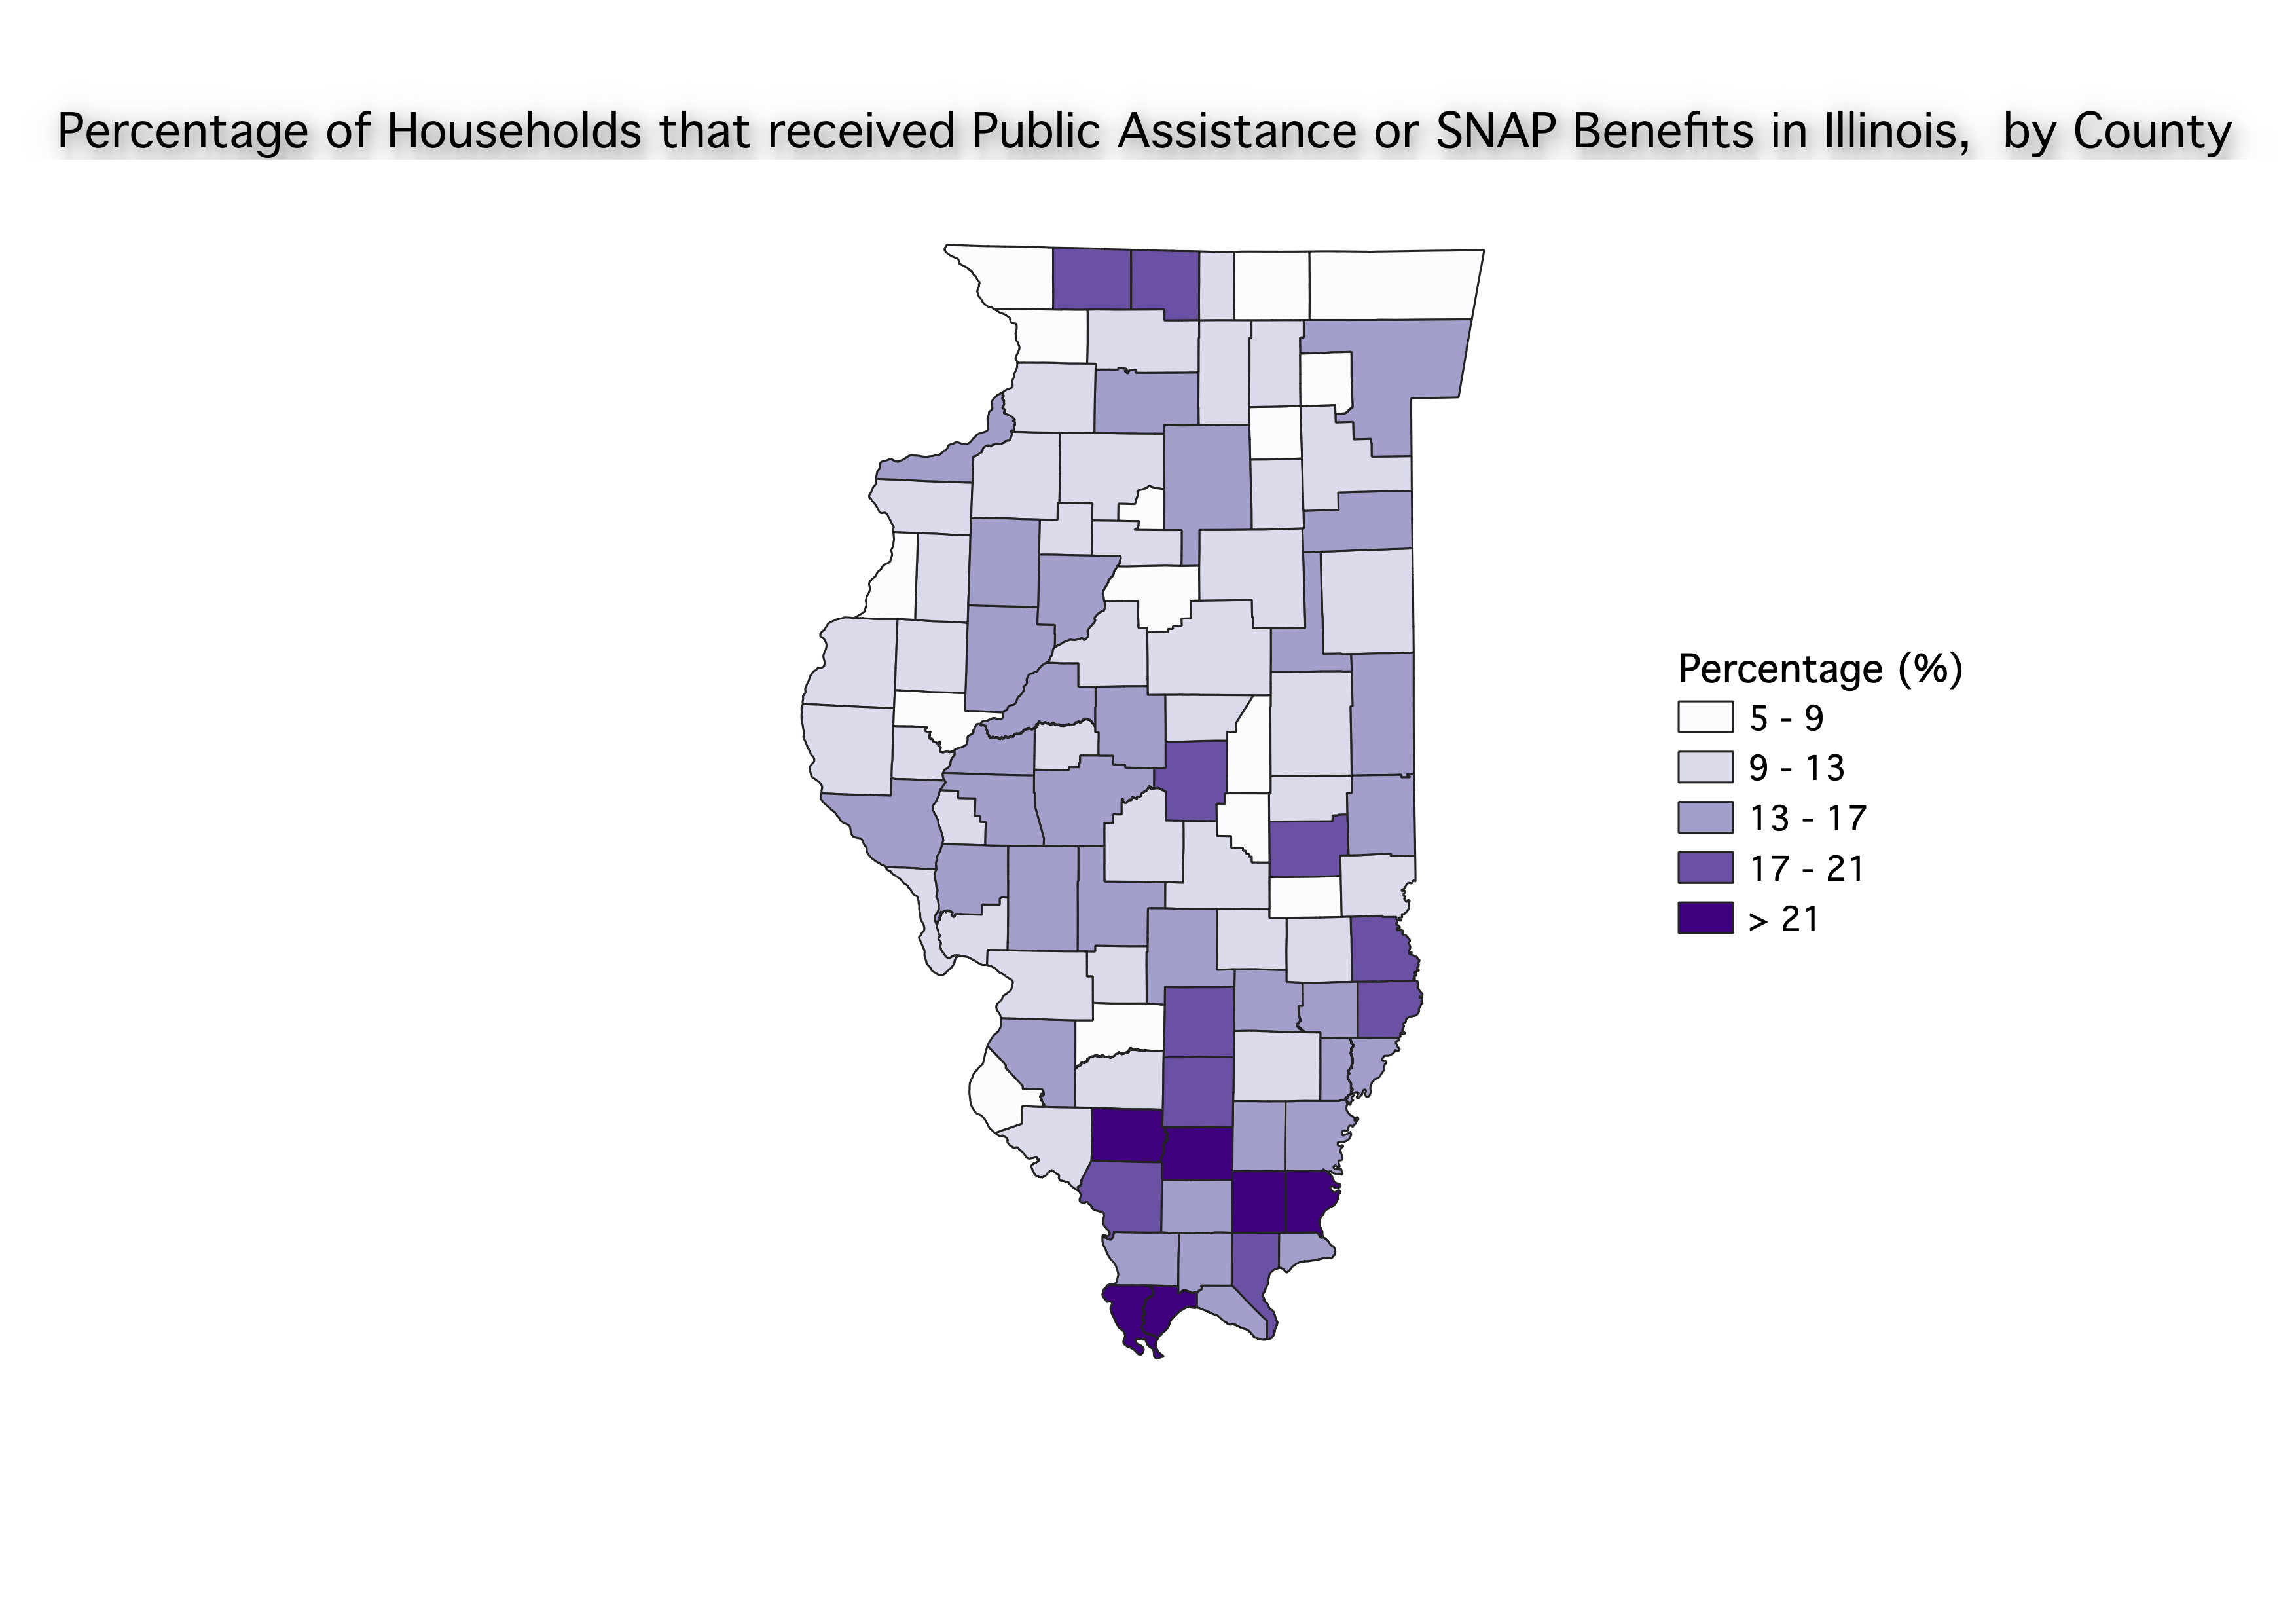 Percentage of Households that received Public Assistance or SNAP Benefits in Illinois,  by County
Percentage (%)
5 - 9
9 - 13
13 - 17
17 - 21
> 21